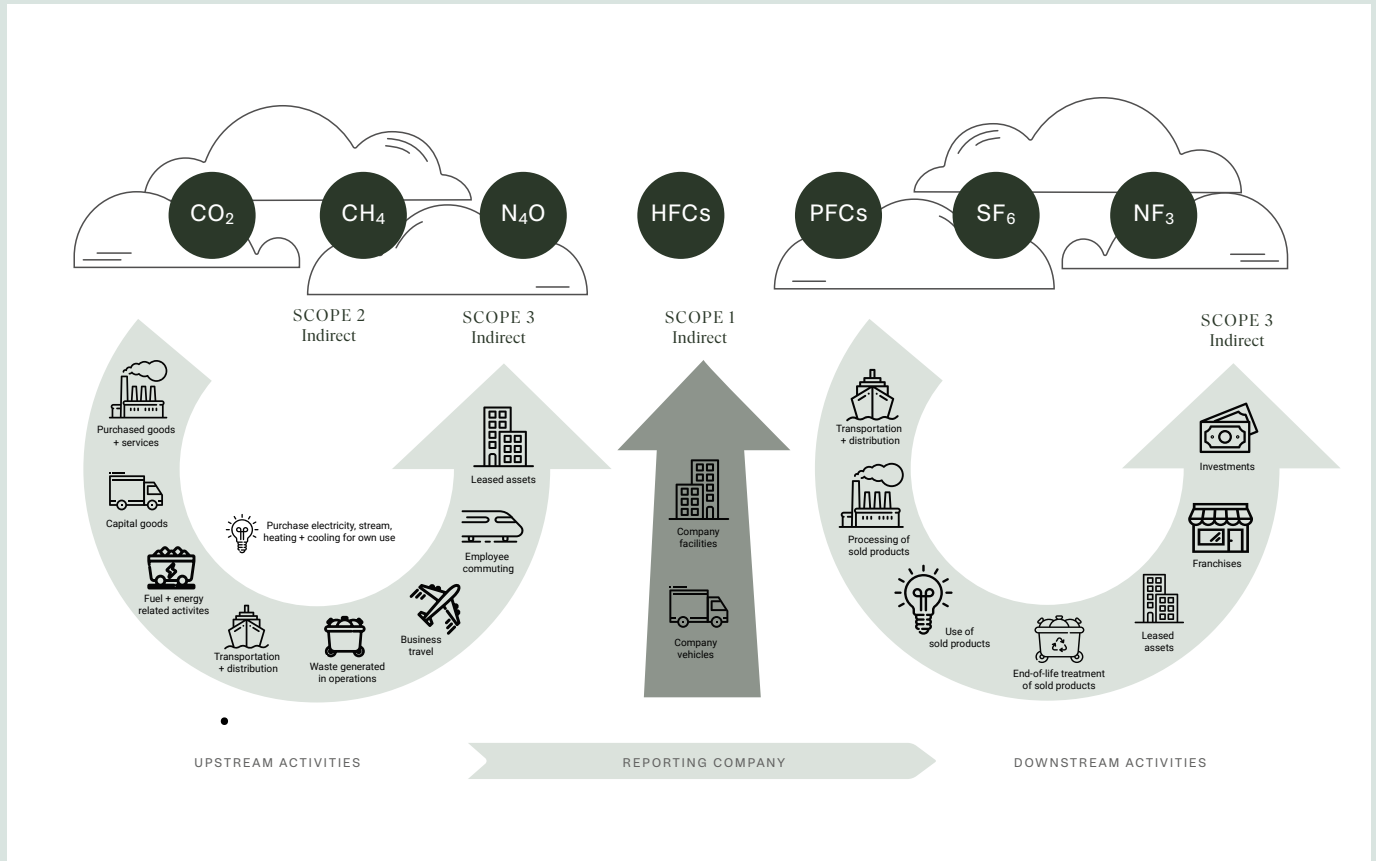 CO2
CH4
N4O
HFCs
PFCs
SF6
NF3
SCOPE 2
Indirect
SCOPE 3
Indirect
SCOPE 1
Indirect
SCOPE 3
Indirect
Purchased goods
+ services
Capital goods
Fuel + energy
related activites
Transportation
+ distribution
Waste generated
in operations
Business
travel
Employee
commuting
Leased assets
Purchase electricity, stream,
heating + cooling for own use
Company
facilities
Company
vehicles
Transportation
+ distribution
Processing of
sold products
Use of
sold products
End-of-life treatment
of sold products
Leased
assets
Franchises
Investments
UPSTREAM ACTIVITIES
REPORTING COMPANY
DOWNSTREAM ACTIVITIES